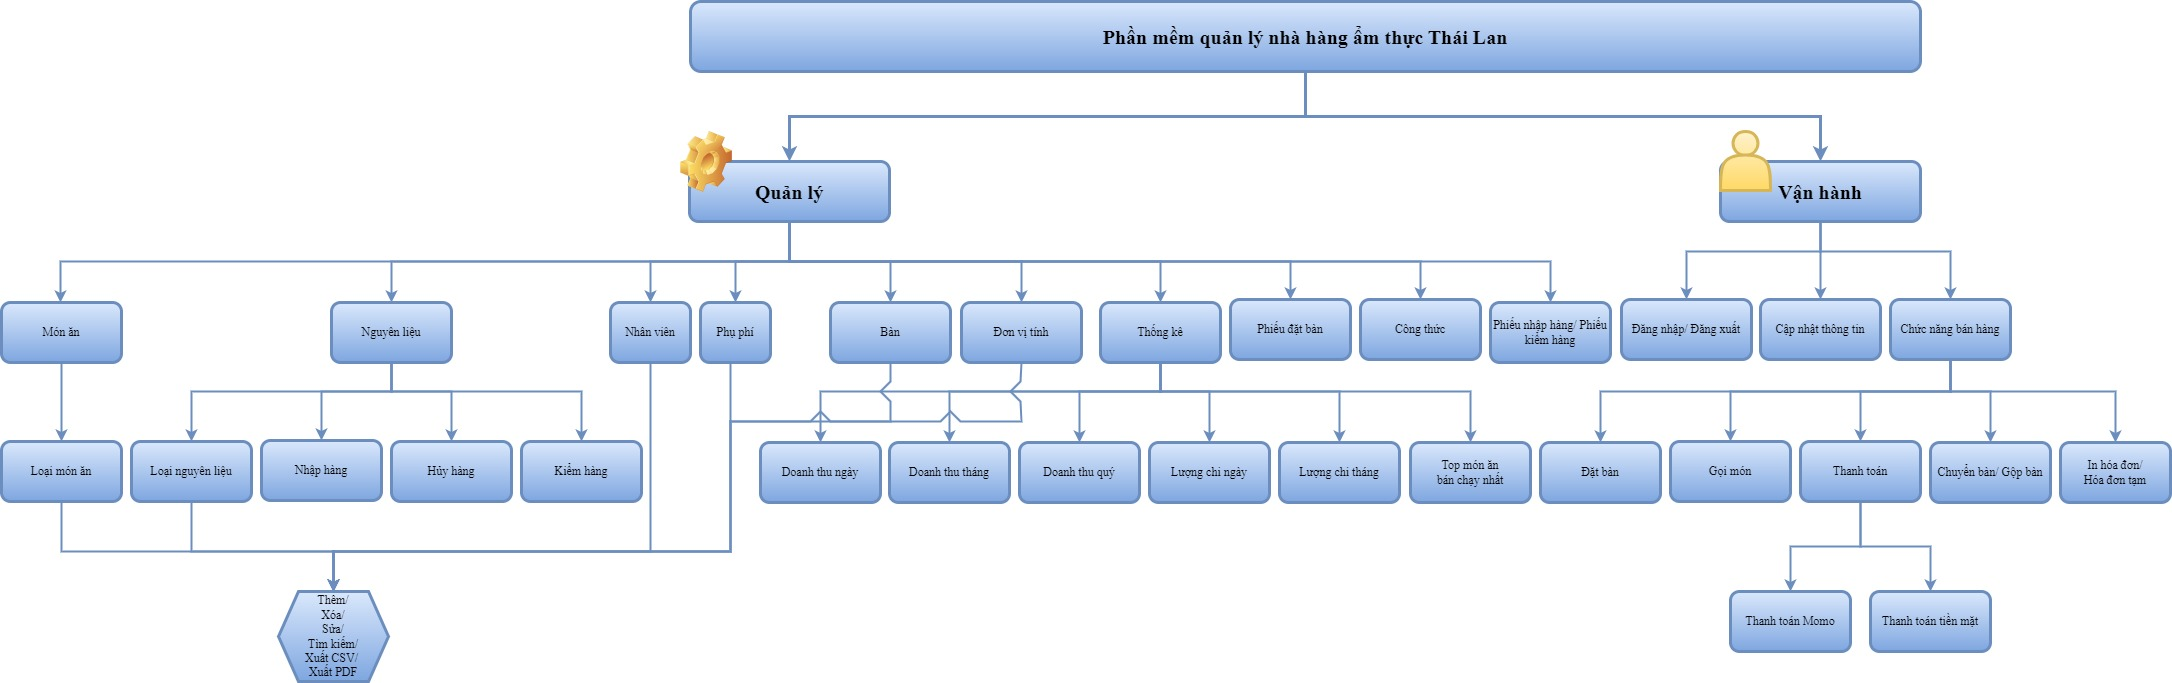 Phần mềm quản lý nhà hàng ẩm thực Thái Lan
Quản lý
Vận hành
Món ăn
Nguyên liệu
Nhân viên
Phụ phí
Bàn
Đơn vị tính
Thống kê
Phiếu đặt bàn
Công thức
Phiếu nhập hàng/ Phiếu
kiểm hàng
Đăng nhập/ Đăng xuất
Cập nhật thông tin
Chức năng bán hàng
Loại món ăn
Loại nguyên liệu
Nhập hàng
Hủy hàng
Kiểm hàng
Doanh thu ngày
Doanh thu tháng
Doanh thu quý
Lượng chi ngày
Lượng chi tháng
Top món ăn
bán chạy nhất
Đặt bàn
Gọi món
Thanh toán
Chuyển bàn/ Gộp bàn
In hóa đơn/
Hóa đơn tạm
Thêm/
Xóa/
Sửa/
Tìm kiếm/
Xuất CSV/
Xuất PDF
Thanh toán Momo
Thanh toán tiền mặt